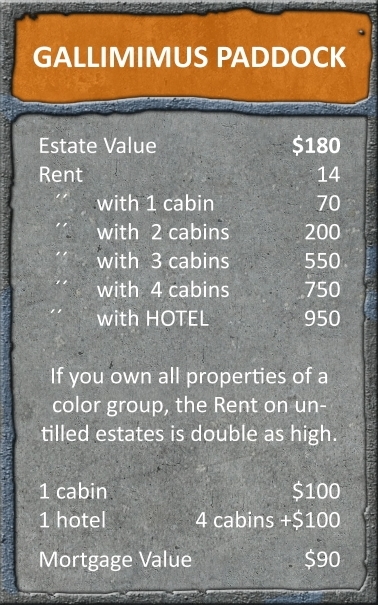 GALLIMIMUS PADDOCK
Estate Value $180
Rent 14
´´ with 1 cabin 70
´´ with 2 cabins 200
´´ with 3 cabins 550
´´ with 4 cabins 750
´´ with HOTEL 950
If you own all properties of a
color group, the Rent on un-
tilled estates is double as high.
1 cabin $100
1 hotel 4 cabins +$100
Mortgage Value $90